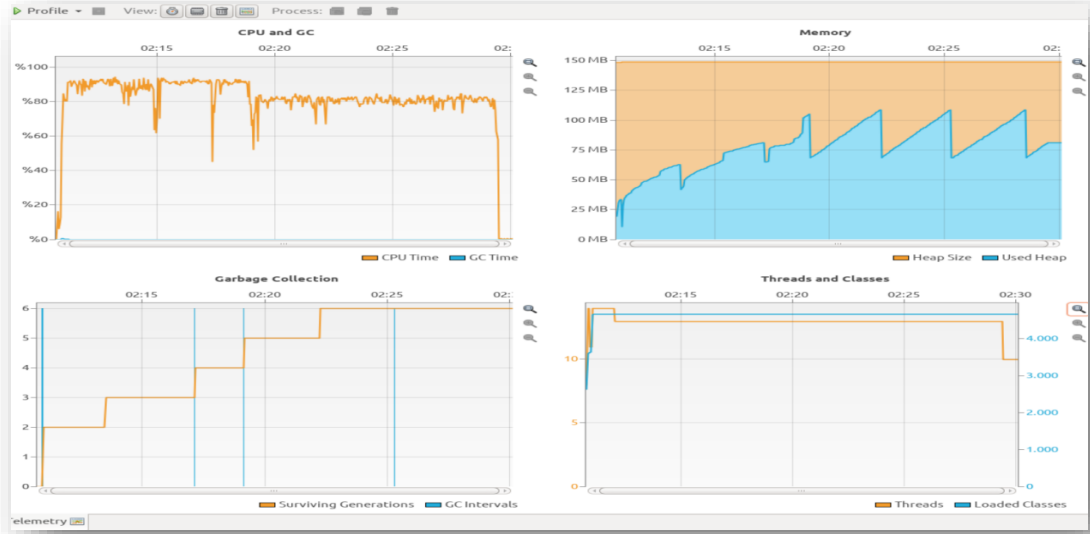 Profile View: Process:
CPU and GC
02:15 02:20 02:25 02:
%100
%80
%60
%40
%20
%0
CPU Time GC Time
Memory
02:15 02:20 02:25 02:
150 MB
125 MB
100 MB
75 MB
50 MB
25 MB
0 MB
Heap Size Used Heap
Garbage Collection
02:15 02:20 02:25 02:
6
5
4
3
2
1
0
Surviving Generations GC Intervals
Threads and Classes
02:15 02:20 02:25 02:30
10
5
0
4.000
3.000
2.000
1.000
0
Threads Loaded Classes
elemetry